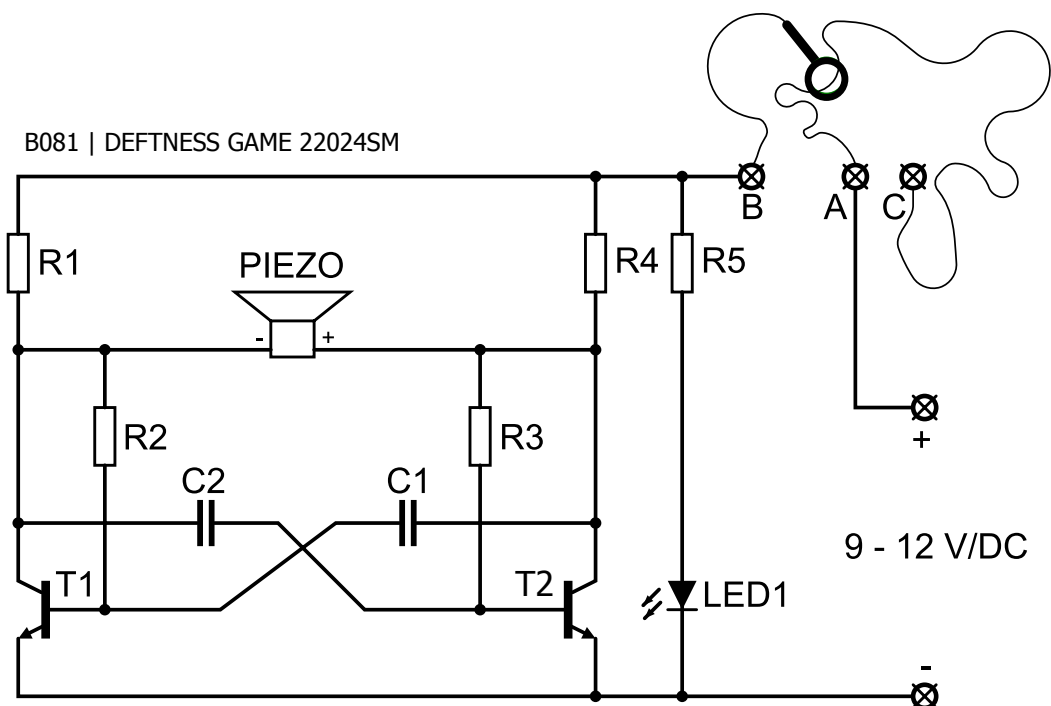 B081 | DEFTNESS GAME 22024SM
B
A
C
R1
PIEZO
R4
R5
-
+
R2
R3
+
C2
C1
9 - 12 V/DC
T1
T2
LED1
-